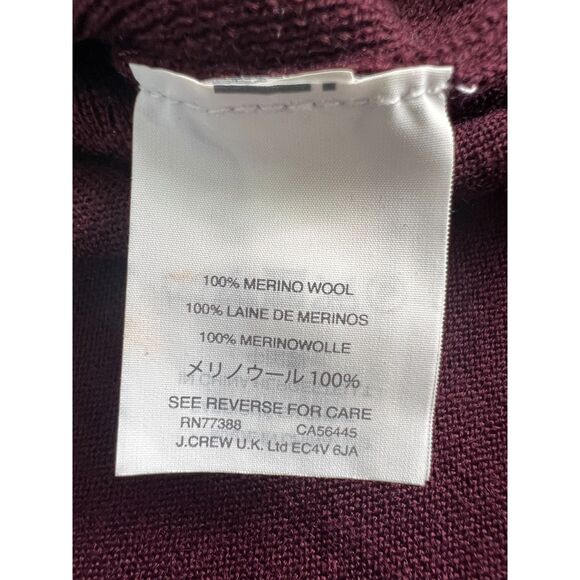 100% MERINO WOOL
100% LAINE DE MERINOS
100% MERINOWOLLE
メリノウール 100%
SEE REVERSE FOR CARE
RN77388 CA56445
J.CREW U.K. Ltd EC4V 6JA